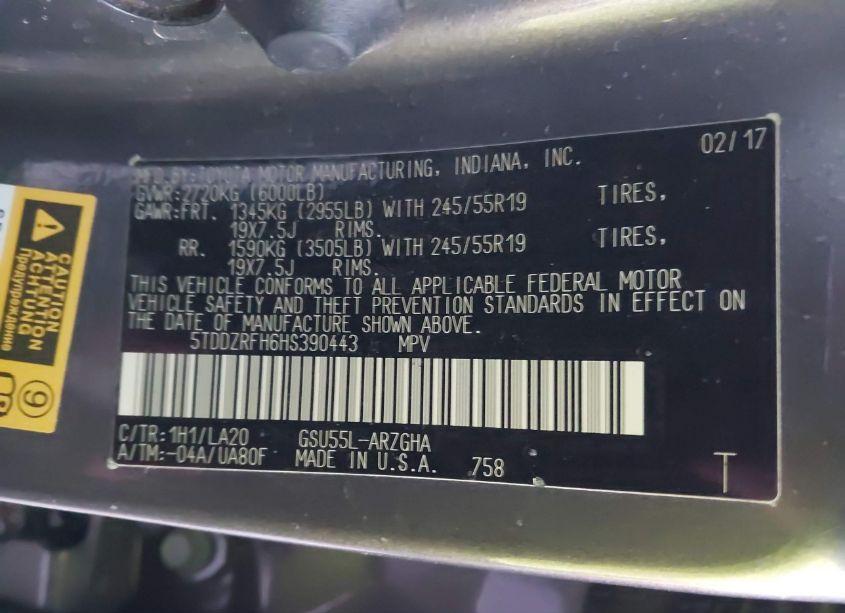 MFD.BY:TOYOTA MOTOR MANUFACTURING, INDIANA, INC. 02/17
GVWR:2720KG (6000LB)
GAWR:FRT. 1345KG (2955LB) WITH 245/55R19 TIRES,
19X7.5J RIMS.
RR. 1590KG (3505LB) WITH 245/55R19 TIRES,
19X7.5J RIMS.
THIS VEHICLE CONFORMS TO ALL APPLICABLE FEDERAL MOTOR
VEHICLE SAFETY AND THEFT PREVENTION STANDARDS IN EFFECT ON
THE DATE OF MANUFACTURE SHOWN ABOVE.
5TDDZRFH6HS390443 MPV
C/TR:1H1/LA20 GSU55L-ARZGHA
A/TM:-04A/UA80F MADE IN U.S.A. 758 T
CAUTION
ATTENTION
ACHTUNG
Предупреждение
9